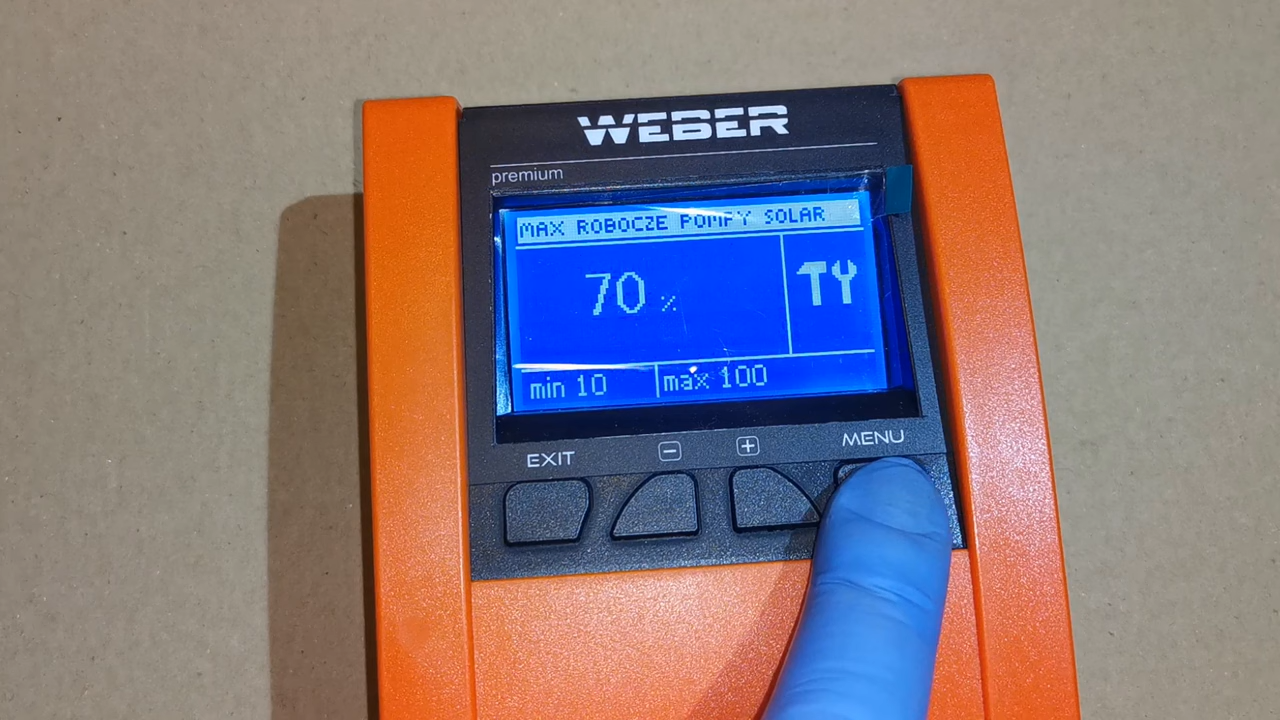 WEBER
premium
MAX ROBOCZE POMPY SOLAR
70 %
min 10 max 100
EXIT - + MENU